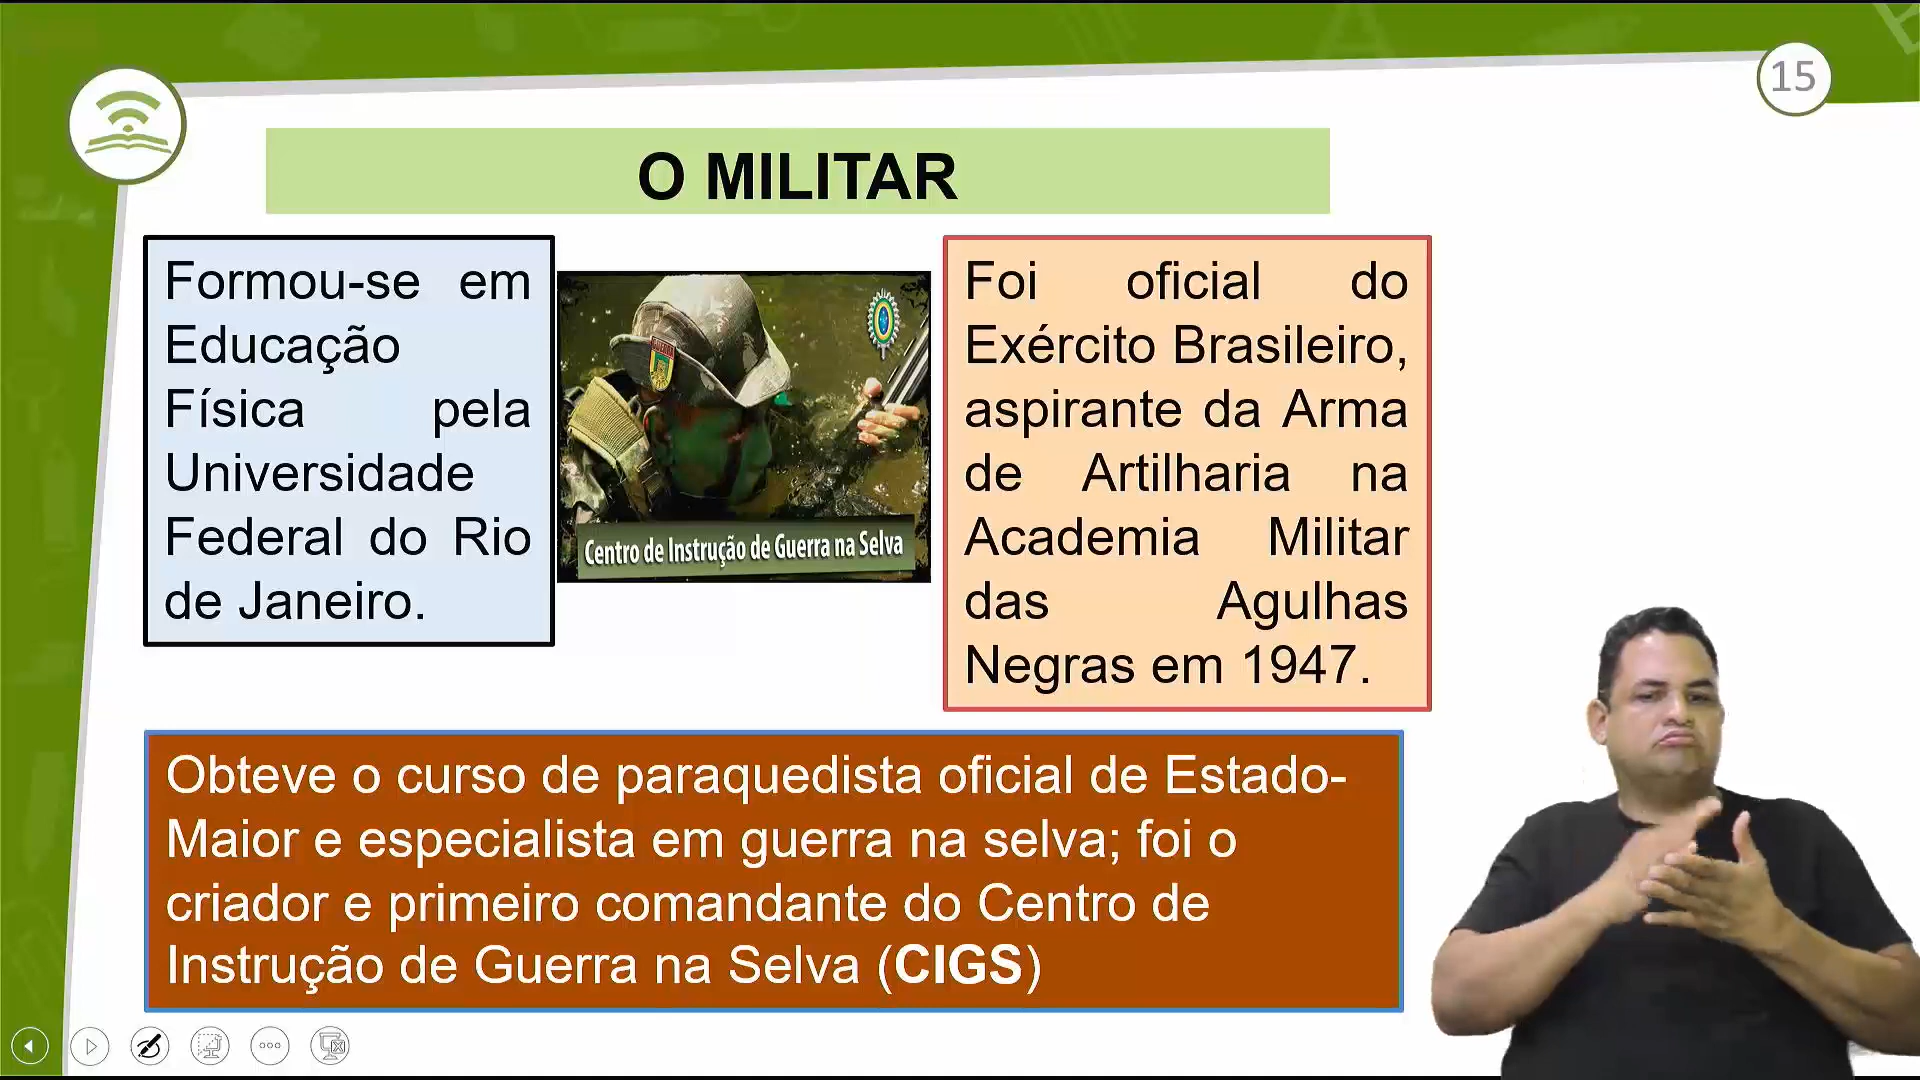 15
O MILITAR
Formou-se em
Educação
Física pela
Universidade
Federal do Rio
de Janeiro.
GUERRA
Centro de Instrução de Guerra na Selva
Foi oficial do
Exército Brasileiro,
aspirante da Arma
de Artilharia na
Academia Militar
das Agulhas
Negras em 1947.
Obteve o curso de paraquedista oficial de Estado-
Maior e especialista em guerra na selva; foi o
criador e primeiro comandante do Centro de
Instrução de Guerra na Selva (CIGS)